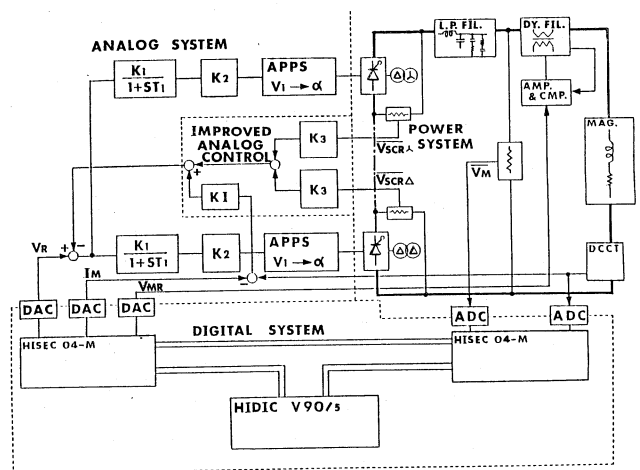 ANALOG SYSTEM
L.P. FIL.
DY. FIL.
K1
1+ST1
K2
APPS
V1→α
AMP.
& CMP.
MAG.
IMPROVED
ANALOG
CONTROL
K3
POWER
SYSTEM
VSCR⅄
VM
+
K3
VSCRΔ
KI
VR
+
−
K1
1+ST1
K2
APPS
V1→α
DCCT
IM
−
VMR
DAC
DAC
DAC
ADC
ADC
DIGITAL SYSTEM
HISEC 04-M
HISEC 04-M
HIDIC V90/5